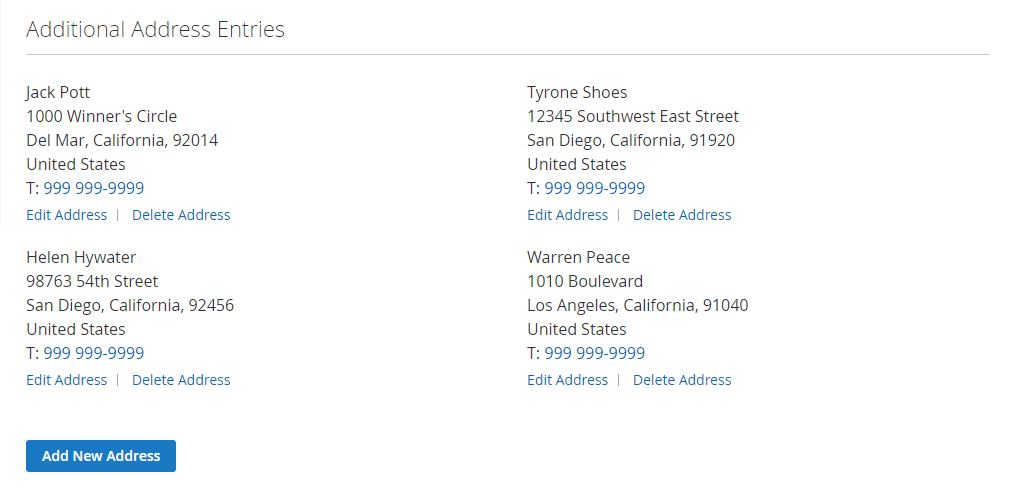 Additional Address Entries
Jack Pott
1000 Winner's Circle
Del Mar, California, 92014
United States
T: 999 999-9999
Edit Address | Delete Address
Tyrone Shoes
12345 Southwest East Street
San Diego, California, 91920
United States
T: 999 999-9999
Edit Address | Delete Address
Helen Hywater
98763 54th Street
San Diego, California, 92456
United States
T: 999 999-9999
Edit Address | Delete Address
Warren Peace
1010 Boulevard
Los Angeles, California, 91040
United States
T: 999 999-9999
Edit Address | Delete Address
Add New Address